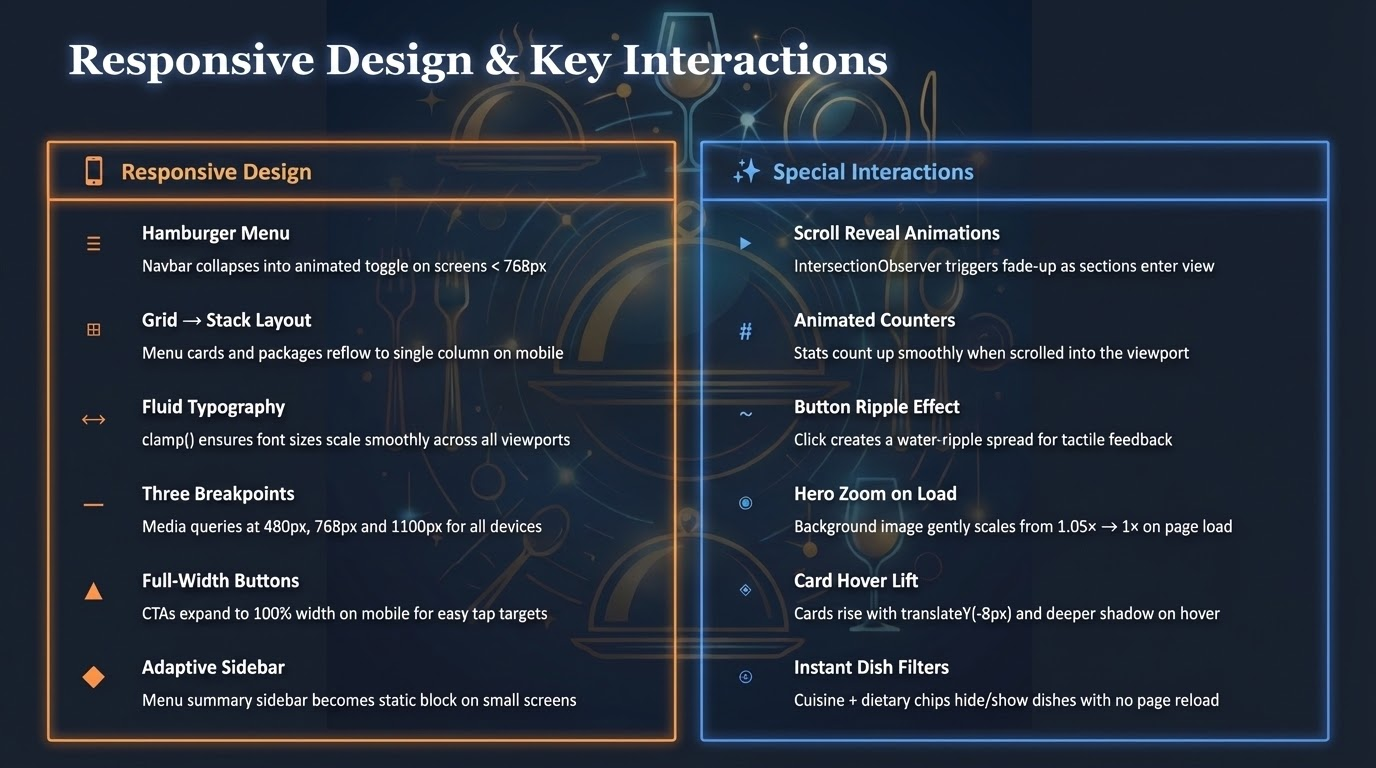 Responsive Design & Key Interactions
Responsive Design
Hamburger Menu
Navbar collapses into animated toggle on screens < 768px
Grid → Stack Layout
Menu cards and packages reflow to single column on mobile
Fluid Typography
clamp() ensures font sizes scale smoothly across all viewports
Three Breakpoints
Media queries at 480px, 768px and 1100px for all devices
Full-Width Buttons
CTAs expand to 100% width on mobile for easy tap targets
Adaptive Sidebar
Menu summary sidebar becomes static block on small screens
Special Interactions
Scroll Reveal Animations
IntersectionObserver triggers fade-up as sections enter view
# Animated Counters
Stats count up smoothly when scrolled into the viewport
~ Button Ripple Effect
Click creates a water-ripple spread for tactile feedback
Hero Zoom on Load
Background image gently scales from 1.05× → 1× on page load
Card Hover Lift
Cards rise with translateY(-8px) and deeper shadow on hover
Instant Dish Filters
Cuisine + dietary chips hide/show dishes with no page reload